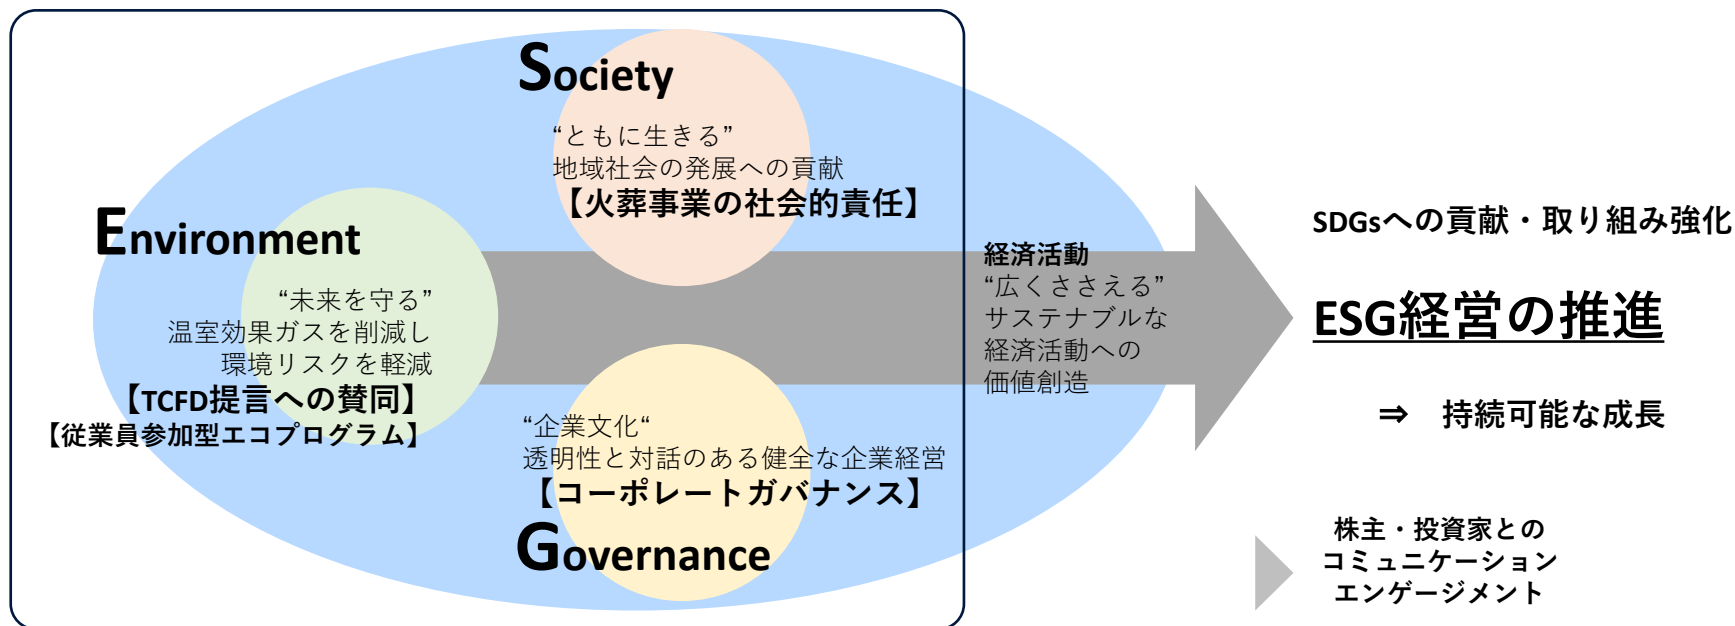 Society
“ともに生きる”
地域社会の発展への貢献
【火葬事業の社会的責任】
Environment
“未来を守る”
温室効果ガスを削減し
環境リスクを軽減
【TCFD提言への賛同】
【従業員参加型エコプログラム】
“企業文化“
透明性と対話のある健全な企業経営
【コーポレートガバナンス】
Governance
経済活動
“広くささえる”
サステナブルな
経済活動への
価値創造
SDGsへの貢献・取り組み強化
ESG経営の推進
⇒ 持続可能な成長
株主・投資家との
コミュニケーション
エンゲージメント